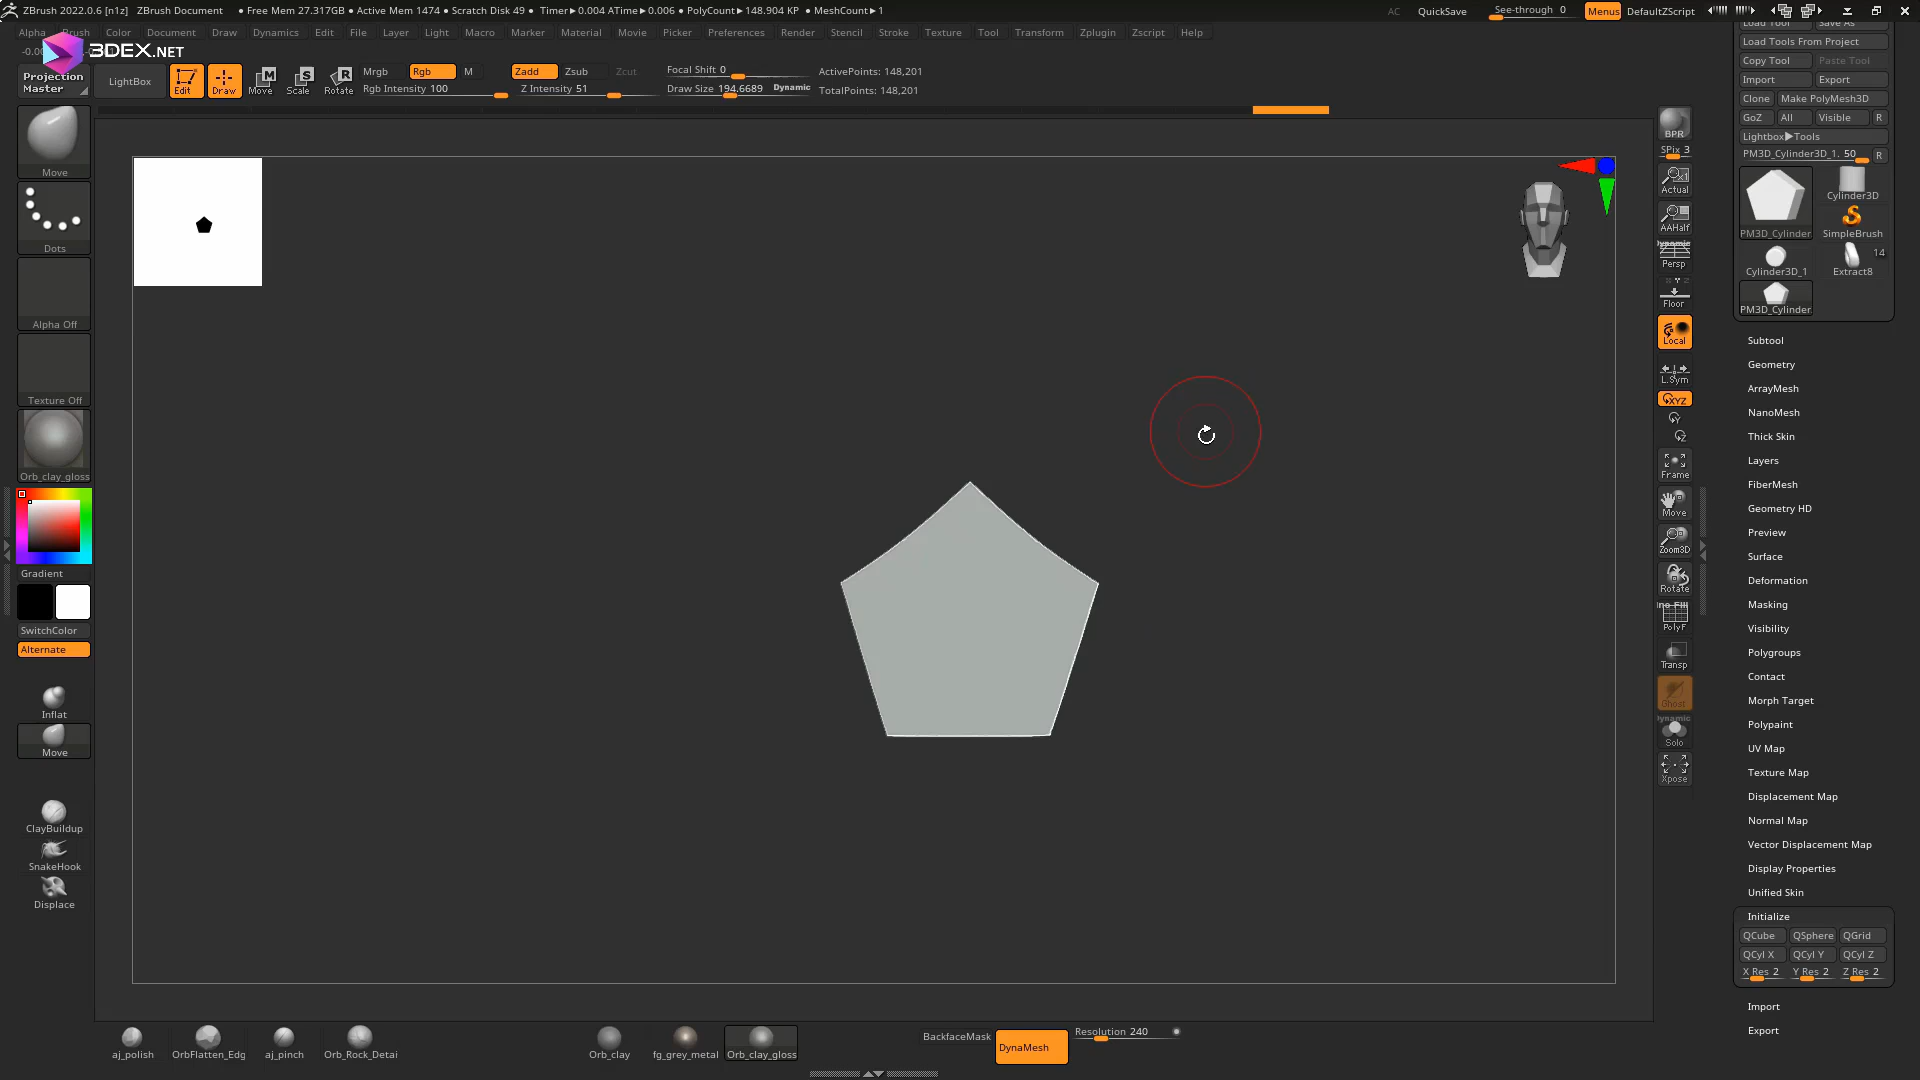 ZBrush 2022.0.6 [n1z] ZBrush Document • Free Mem 27.317GB • Active Mem 1474 • Scratch Disk 49 • Timer▶0.004 ATime▶0.006 • PolyCount▶148.904 KP • MeshCount▶1 AC QuickSave See-through 0 Menus DefaultZScript
Alpha Brush Color Document Draw Dynamics Edit File Layer Light Macro Marker Material Movie Picker Preferences Render Stencil Stroke Texture Tool Transform Zplugin Zscript Help
3DEX.NET
Projection Master
LightBox
Edit
Draw
Move
Scale
Rotate
Mrgb Rgb M
Rgb Intensity 100
Zadd Zsub Zcut
Z Intensity 51
Focal Shift 0
Draw Size 194.6689 Dynamic
ActivePoints: 148,201
TotalPoints: 148,201
Move
Dots
Alpha Off
Texture Off
Orb_clay_gloss
Gradient
SwitchColor
Alternate
Inflat
Move
ClayBuildup
SnakeHook
Displace
BPR
SPix 3
Actual
AAHalf
Dynamic
Persp
Floor
Local
L.Sym
XYZ
Y
Z
Frame
Move
Zoom3D
Rotate
PolyF
Transp
Ghost
Dynamic
Solo
Xpose
Load Tool Save As
Load Tools From Project
Copy Tool Paste Tool
Import Export
Clone Make PolyMesh3D
GoZ All Visible R
Lightbox▶Tools
PM3D_Cylinder3D_1. 50 R
PM3D_Cylinder
Cylinder3D
SimpleBrush
Cylinder3D_1
14
Extract8
PM3D_Cylinder
Subtool
Geometry
ArrayMesh
NanoMesh
Thick Skin
Layers
FiberMesh
Geometry HD
Preview
Surface
Deformation
Masking
Visibility
Polygroups
Contact
Morph Target
Polypaint
UV Map
Texture Map
Displacement Map
Normal Map
Vector Displacement Map
Display Properties
Unified Skin
Initialize
QCube QSphere QGrid
QCyl X QCyl Y QCyl Z
X Res 2 Y Res 2 Z Res 2
Import
Export
aj_polish
OrbFlatten_Edg
aj_pinch
Orb_Rock_Detai
Orb_clay
fg_grey_metal
Orb_clay_gloss
BackfaceMask
DynaMesh
Resolution 240